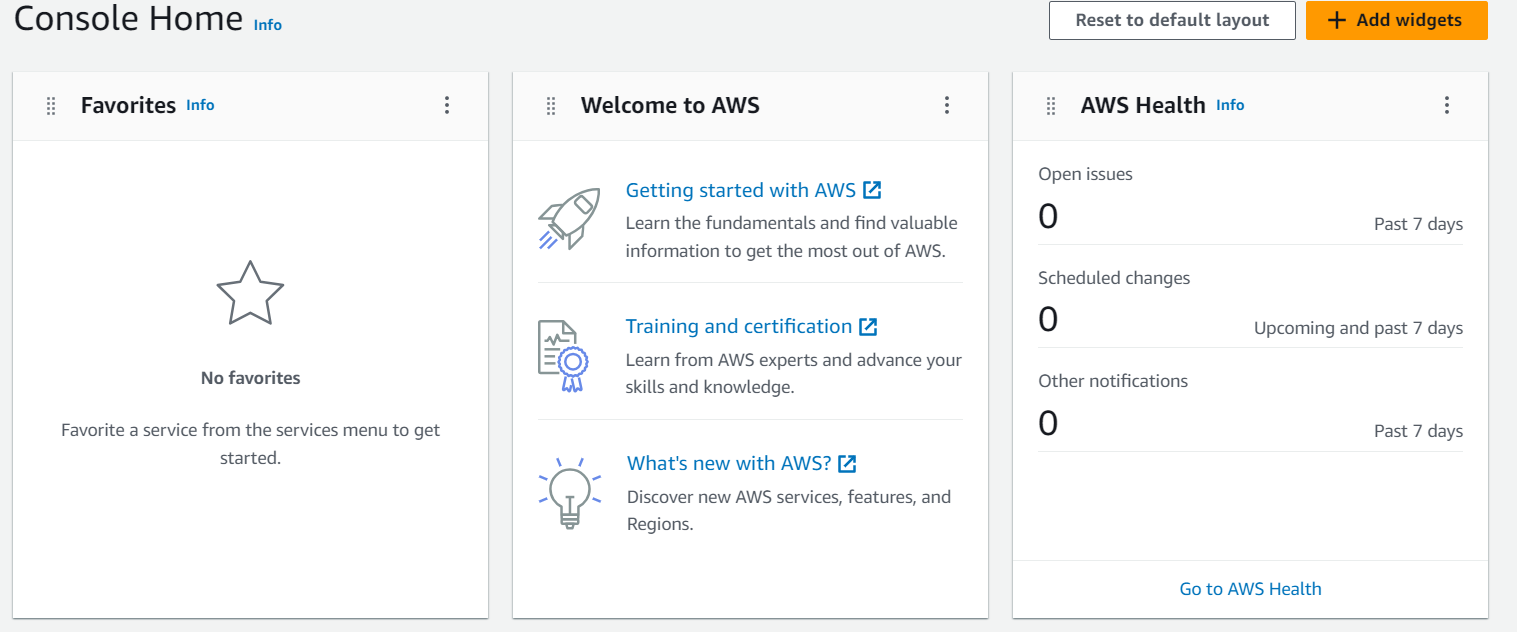 Console Home Info
Reset to default layout
Add widgets
Favorites Info
No favorites
Favorite a service from the services menu to get
started.
Welcome to AWS
Getting started with AWS
Learn the fundamentals and find valuable
information to get the most out of AWS.
Training and certification
Learn from AWS experts and advance your
skills and knowledge.
What's new with AWS?
Discover new AWS services, features, and
Regions.
AWS Health Info
Open issues
0
Past 7 days
Scheduled changes
0
Upcoming and past 7 days
Other notifications
0
Past 7 days
Go to AWS Health